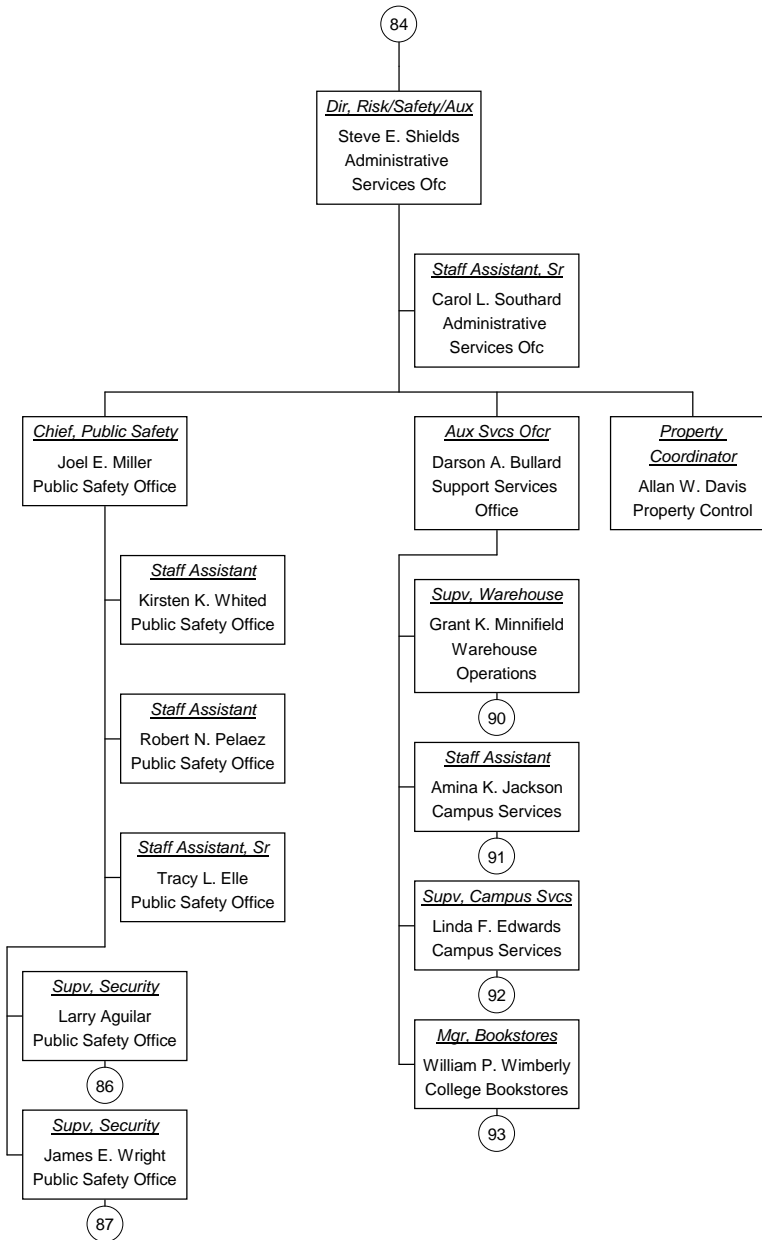 84
Dir, Risk/Safety/Aux
Steve E. Shields
Administrative
Services Ofc
Staff Assistant, Sr
Carol L. Southard
Administrative
Services Ofc
Chief, Public Safety
Joel E. Miller
Public Safety Office
Staff Assistant
Kirsten K. Whited
Public Safety Office
Staff Assistant
Robert N. Pelaez
Public Safety Office
Staff Assistant, Sr
Tracy L. Elle
Public Safety Office
Supv, Security
Larry Aguilar
Public Safety Office
86
Supv, Security
James E. Wright
Public Safety Office
87
Aux Svcs Ofcr
Darson A. Bullard
Support Services
Office
Supv, Warehouse
Grant K. Minnifield
Warehouse
Operations
90
Staff Assistant
Amina K. Jackson
Campus Services
91
Supv, Campus Svcs
Linda F. Edwards
Campus Services
92
Mgr, Bookstores
William P. Wimberly
College Bookstores
93
Property
Coordinator
Allan W. Davis
Property Control